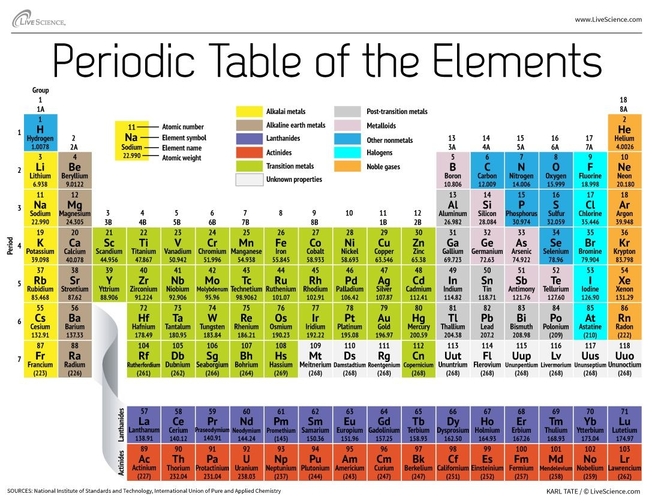 LiveScience.
www.LiveScience.com
Periodic Table of the Elements
Group
1
1A
18
8A
11 Atomic number
Na Element symbol
Sodium Element name
22.990 Atomic weight
Alkalai metals
Alkaline earth metals
Lanthanides
Actinides
Transition metals
Unknown properties
Post-transition metals
Metalloids
Other nonmetals
Halogens
Noble gases
Period
1
1 2
H He
Hydrogen Helium
1.0078 4.0026
2 13 14 15 16 17
2A 3A 4A 5A 6A 7A
2
3 4 5 6 7 8 9 10
Li Be B C N O F Ne
Lithium Beryllium Boron Carbon Nitrogen Oxygen Fluorine Neon
6.938 9.0122 10.806 12.009 14.006 15.999 18.998 20.180
3
11 12 13 14 15 16 17 18
Na Mg Al Si P S Cl Ar
Sodium Magnesium Aluminum Silicon Phosphorus Sulfur Chlorine Argon
22.990 24.305 26.982 28.084 30.974 32.059 35.446 39.948
3 4 5 6 7 8 9 10 11 12
3B 4B 5B 6B 7B 8B 1B 2B
4
19 20 21 22 23 24 25 26 27 28 29 30 31 32 33 34 35 36
K Ca Sc Ti V Cr Mn Fe Co Ni Cu Zn Ga Ge As Se Br Kr
Potassium Calcium Scandium Titanium Vanadium Chromium Manganese Iron Cobalt Nickel Copper Zinc Gallium Germanium Arsenic Selenium Bromine Krypton
39.098 40.078 44.956 47.867 50.942 51.996 54.938 55.845 58.933 58.693 63.546 65.38 69.723 72.63 74.922 78.96 79.904 83.798
5
37 38 39 40 41 42 43 44 45 46 47 48 49 50 51 52 53 54
Rb Sr Y Zr Nb Mo Tc Ru Rh Pd Ag Cd In Sn Sb Te I Xe
Rubidium Strontium Yttrium Zirconium Niobium Molybdenum Technetium Ruthenium Rhodium Palladium Silver Cadmium Indium Tin Antimony Tellurium Iodine Xenon
85.468 87.62 88.906 91.224 92.906 95.96 98.9062 101.07 102.91 106.42 107.87 112.41 114.82 118.71 121.76 127.60 126.90 131.29
6
55 56 72 73 74 75 76 77 78 79 80 81 82 83 84 85 86
Cs Ba Hf Ta W Re Os Ir Pt Au Hg Tl Pb Bi Po At Rn
Cesium Barium Hafnium Tantalum Tungsten Rhenium Osmium Iridium Platinum Gold Mercury Thallium Lead Bismuth Polonium Astatine Radon
132.91 137.33 178.49 180.95 183.84 186.21 190.23 192.22 195.08 196.97 200.59 204.38 207.2 208.98 (209) (210) (222)
7
87 88 104 105 106 107 108 109 110 111 112 113 114 115 116 117 118
Fr Ra Rf Db Sg Bh Hs Mt Ds Rg Cn Uut Fl Uup Lv Uus Uuo
Francium Radium Rutherfordium Dubnium Seaborgium Bohrium Hassium Meitnerium Darmstadtium Roentgenium Copernicium Ununtrium Flerovium Ununpentium Livermorium Ununseptium Ununoctium
(223) (226) (261) (262) (266) (264) (269) (268) (268) (268) (268) (268) (268) (268) (268) (268) (268)
Lanthanides
57 58 59 60 61 62 63 64 65 66 67 68 69 70 71
La Ce Pr Nd Pm Sm Eu Gd Tb Dy Ho Er Tm Yb Lu
Lanthanum Cerium Praseodymium Neodymium Promethium Samarium Europium Gadolinium Terbium Dysprosium Holmium Erbium Thulium Ytterbium Lutetium
138.91 140.12 140.91 144.24 (145) 150.36 151.96 157.25 158.93 162.50 164.93 167.26 168.93 173.04 174.97
Actinides
89 90 91 92 93 94 95 96 97 98 99 100 101 102 103
Ac Th Pa U Np Pu Am Cm Bk Cf Es Fm Md No Lr
Actinium Thorium Protactinium Uranium Neptunium Plutonium Americium Curium Berkelium Californium Einsteinium Fermium Mendelevium Nobelium Lawrencium
(227) 232.04 231.04 238.03 (237) (244) (243) (247) (247) (251) (252) (257) (258) (259) (262)
SOURCES: National Institute of Standards and Technology, International Union of Pure and Applied Chemistry
KARL TATE / © LiveScience.com